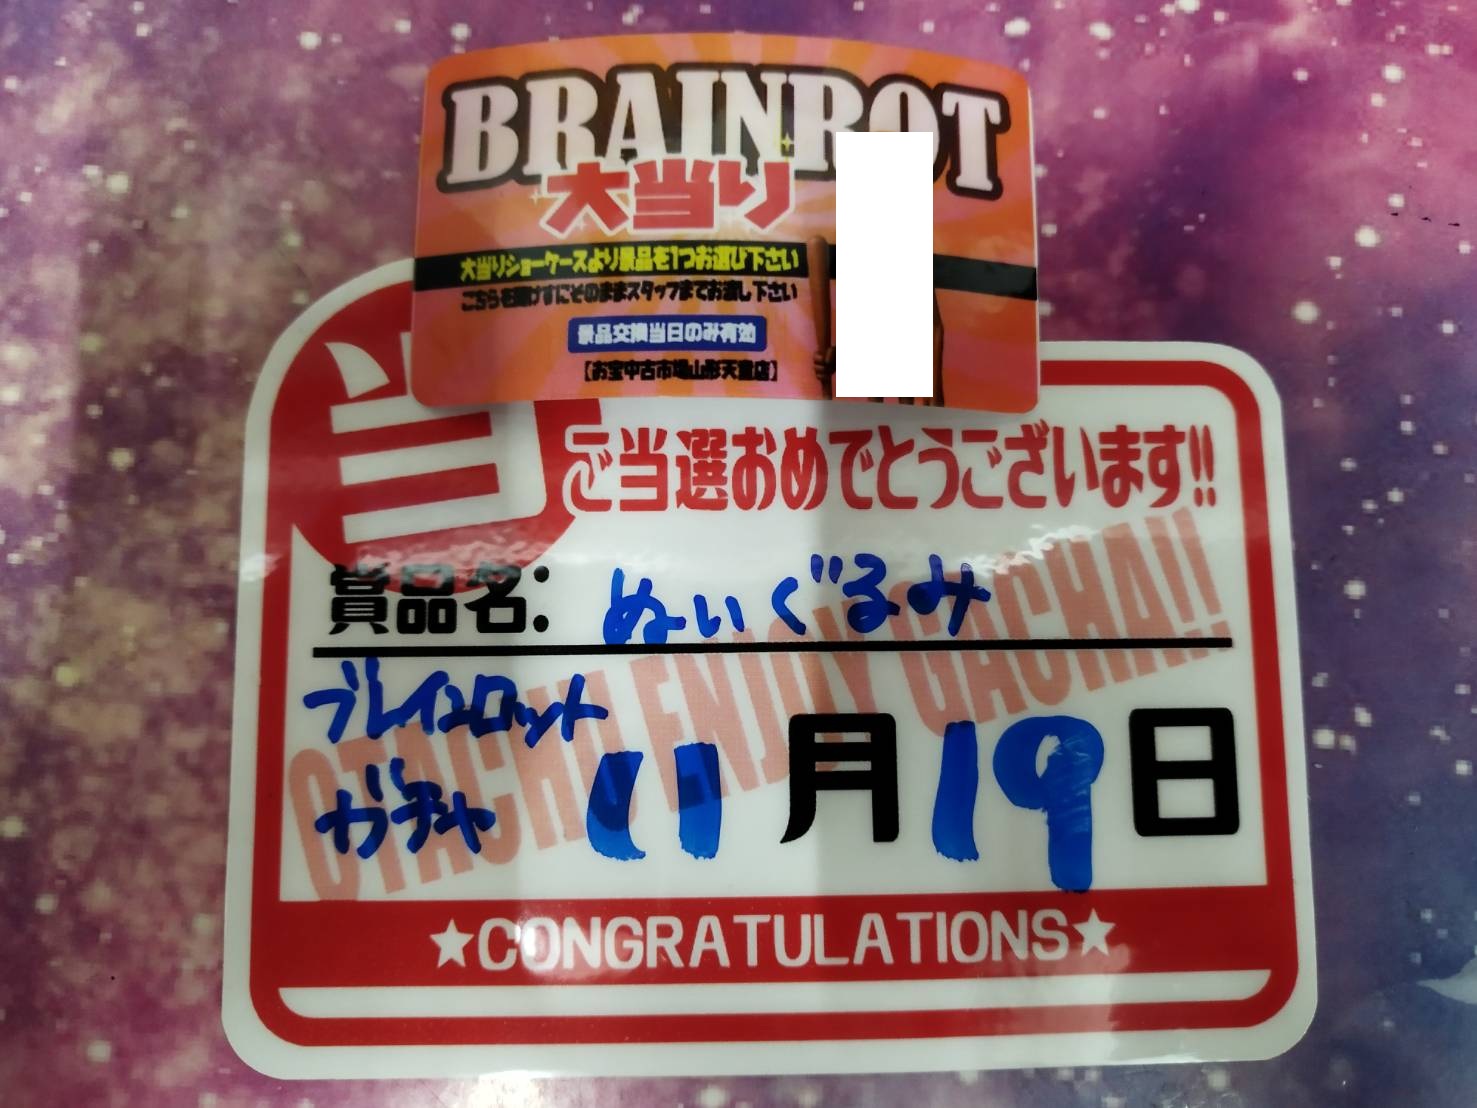 BRAINROT
大当り
大当りショーケースより景品を1つお選び下さい
こちらを開けずにそのままスタッフまでお渡し下さい
景品交換当日のみ有効
【お宝中古市場山形天童店】
当
ご当選おめでとうございます!!
賞品名: ぬいぐるみ
OTACHU ENJOY GACHA!!
ブレインロット
ガチャ
11月19日
★CONGRATULATIONS★